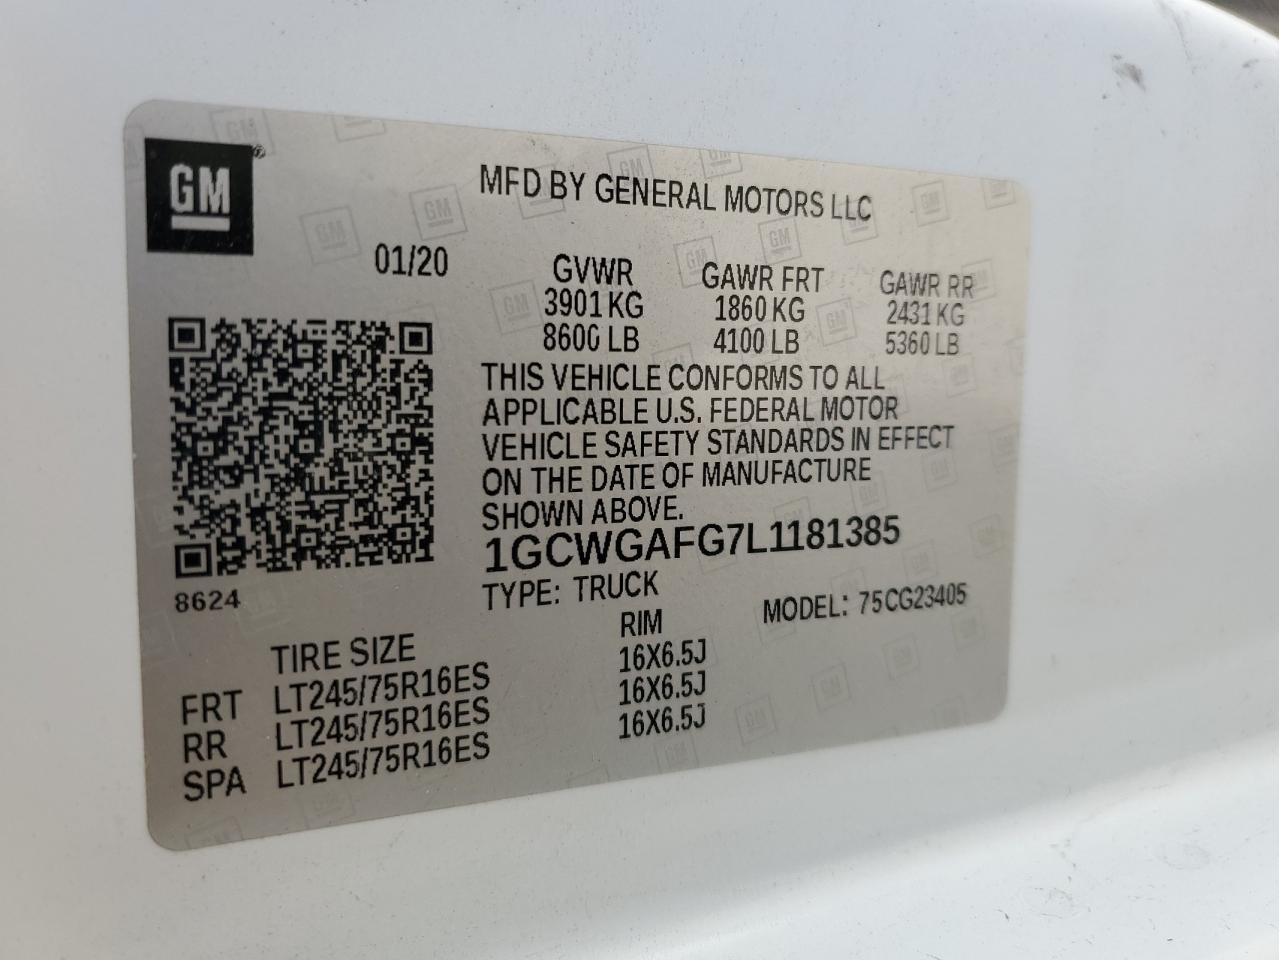 GM
MFD BY GENERAL MOTORS LLC
01/20
GVWR GAWR FRT GAWR RR
3901 KG 1860 KG 2431 KG
8600 LB 4100 LB 5360 LB
THIS VEHICLE CONFORMS TO ALL
APPLICABLE U.S. FEDERAL MOTOR
VEHICLE SAFETY STANDARDS IN EFFECT
ON THE DATE OF MANUFACTURE
SHOWN ABOVE.
1GCWGAFG7L1181385
8624
TYPE: TRUCK MODEL: 75CG23405
TIRE SIZE RIM
FRT LT245/75R16ES 16X6.5J
RR LT245/75R16ES 16X6.5J
SPA LT245/75R16ES 16X6.5J